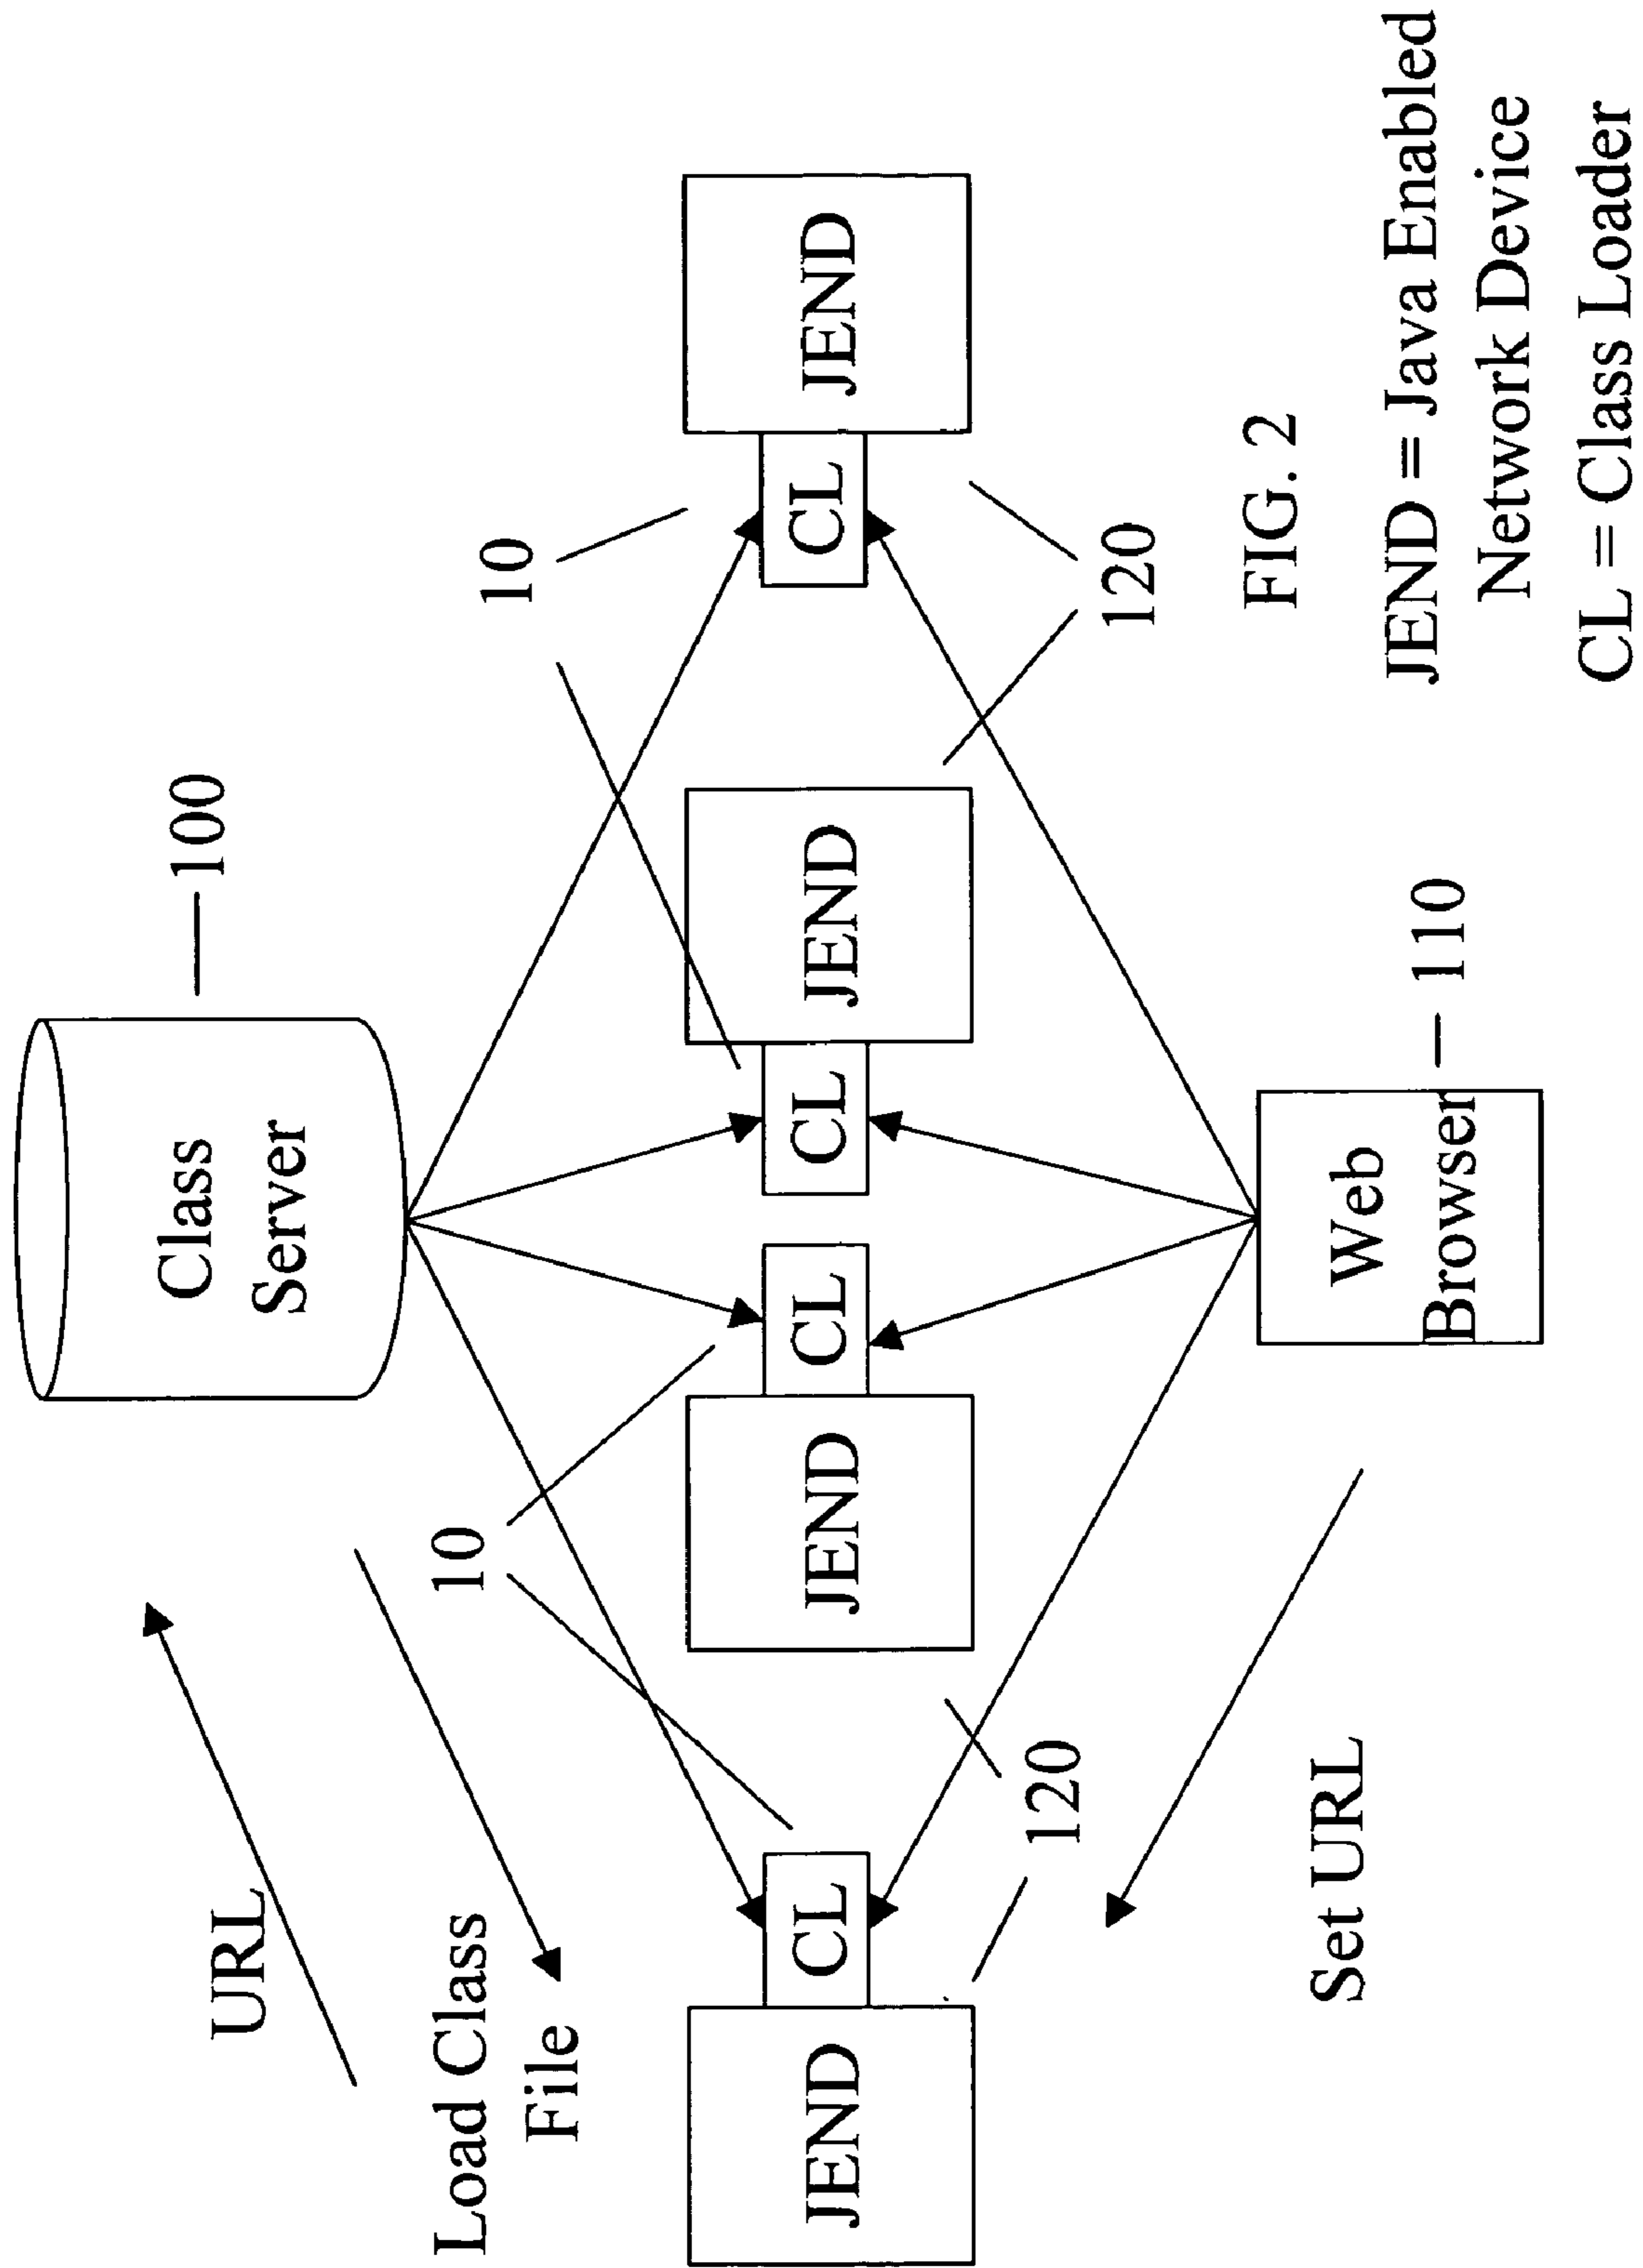 Class
Server
100
URL
Load Class
File
10
10
JEND CL JEND CL CL JEND CL JEND
120
120
Set URL
Web
Browser
110
FIG. 2
JEND = Java Enabled
Network Device
CL = Class Loader